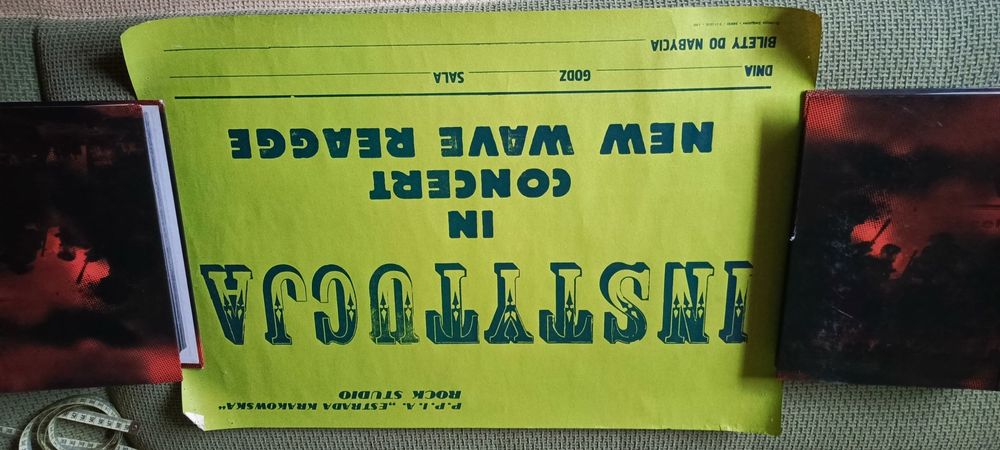 P.P.I.A. „ESTRADA KRAKOWSKA"
ROCK STUDIO
INSTYTUCJA
IN
CONCERT
NEW WAVE REAGGE
DNIA GODZ SALA
BILETY DO NABYCIA